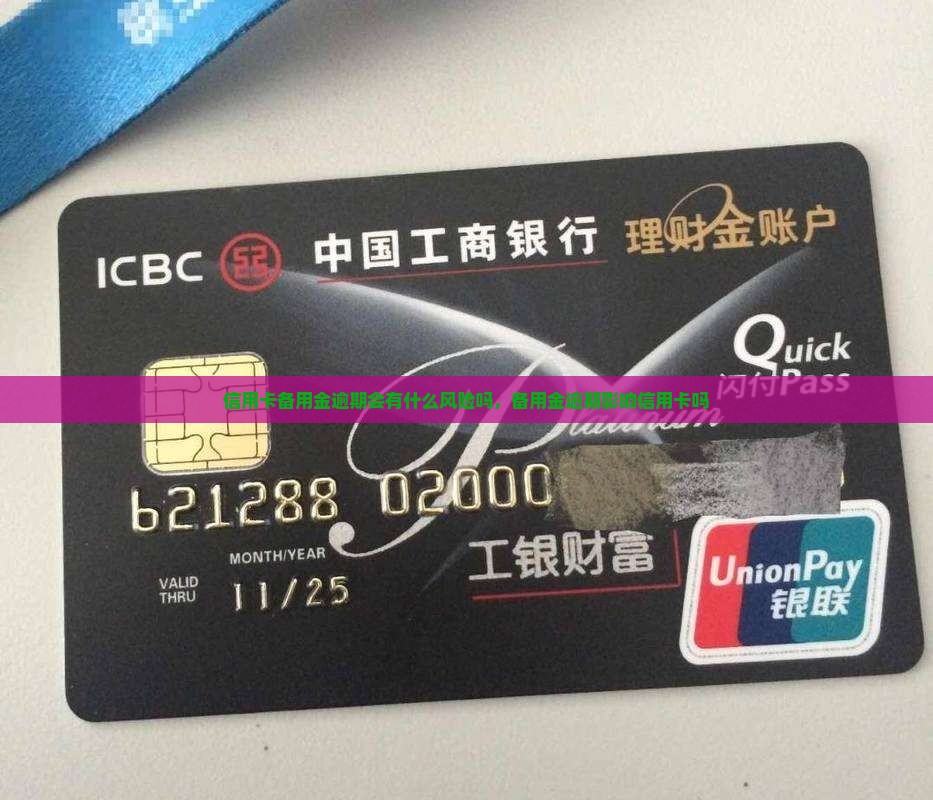 ICBC 中国工商银行 理财金账户
Quick
闪付Pass
信用卡备用金逾期会有什么风险吗，备用金逾期影响信用卡吗
Platinum
621288 02000
工银财富
MONTH/YEAR
VALID THRU 11/25
UnionPay
银联